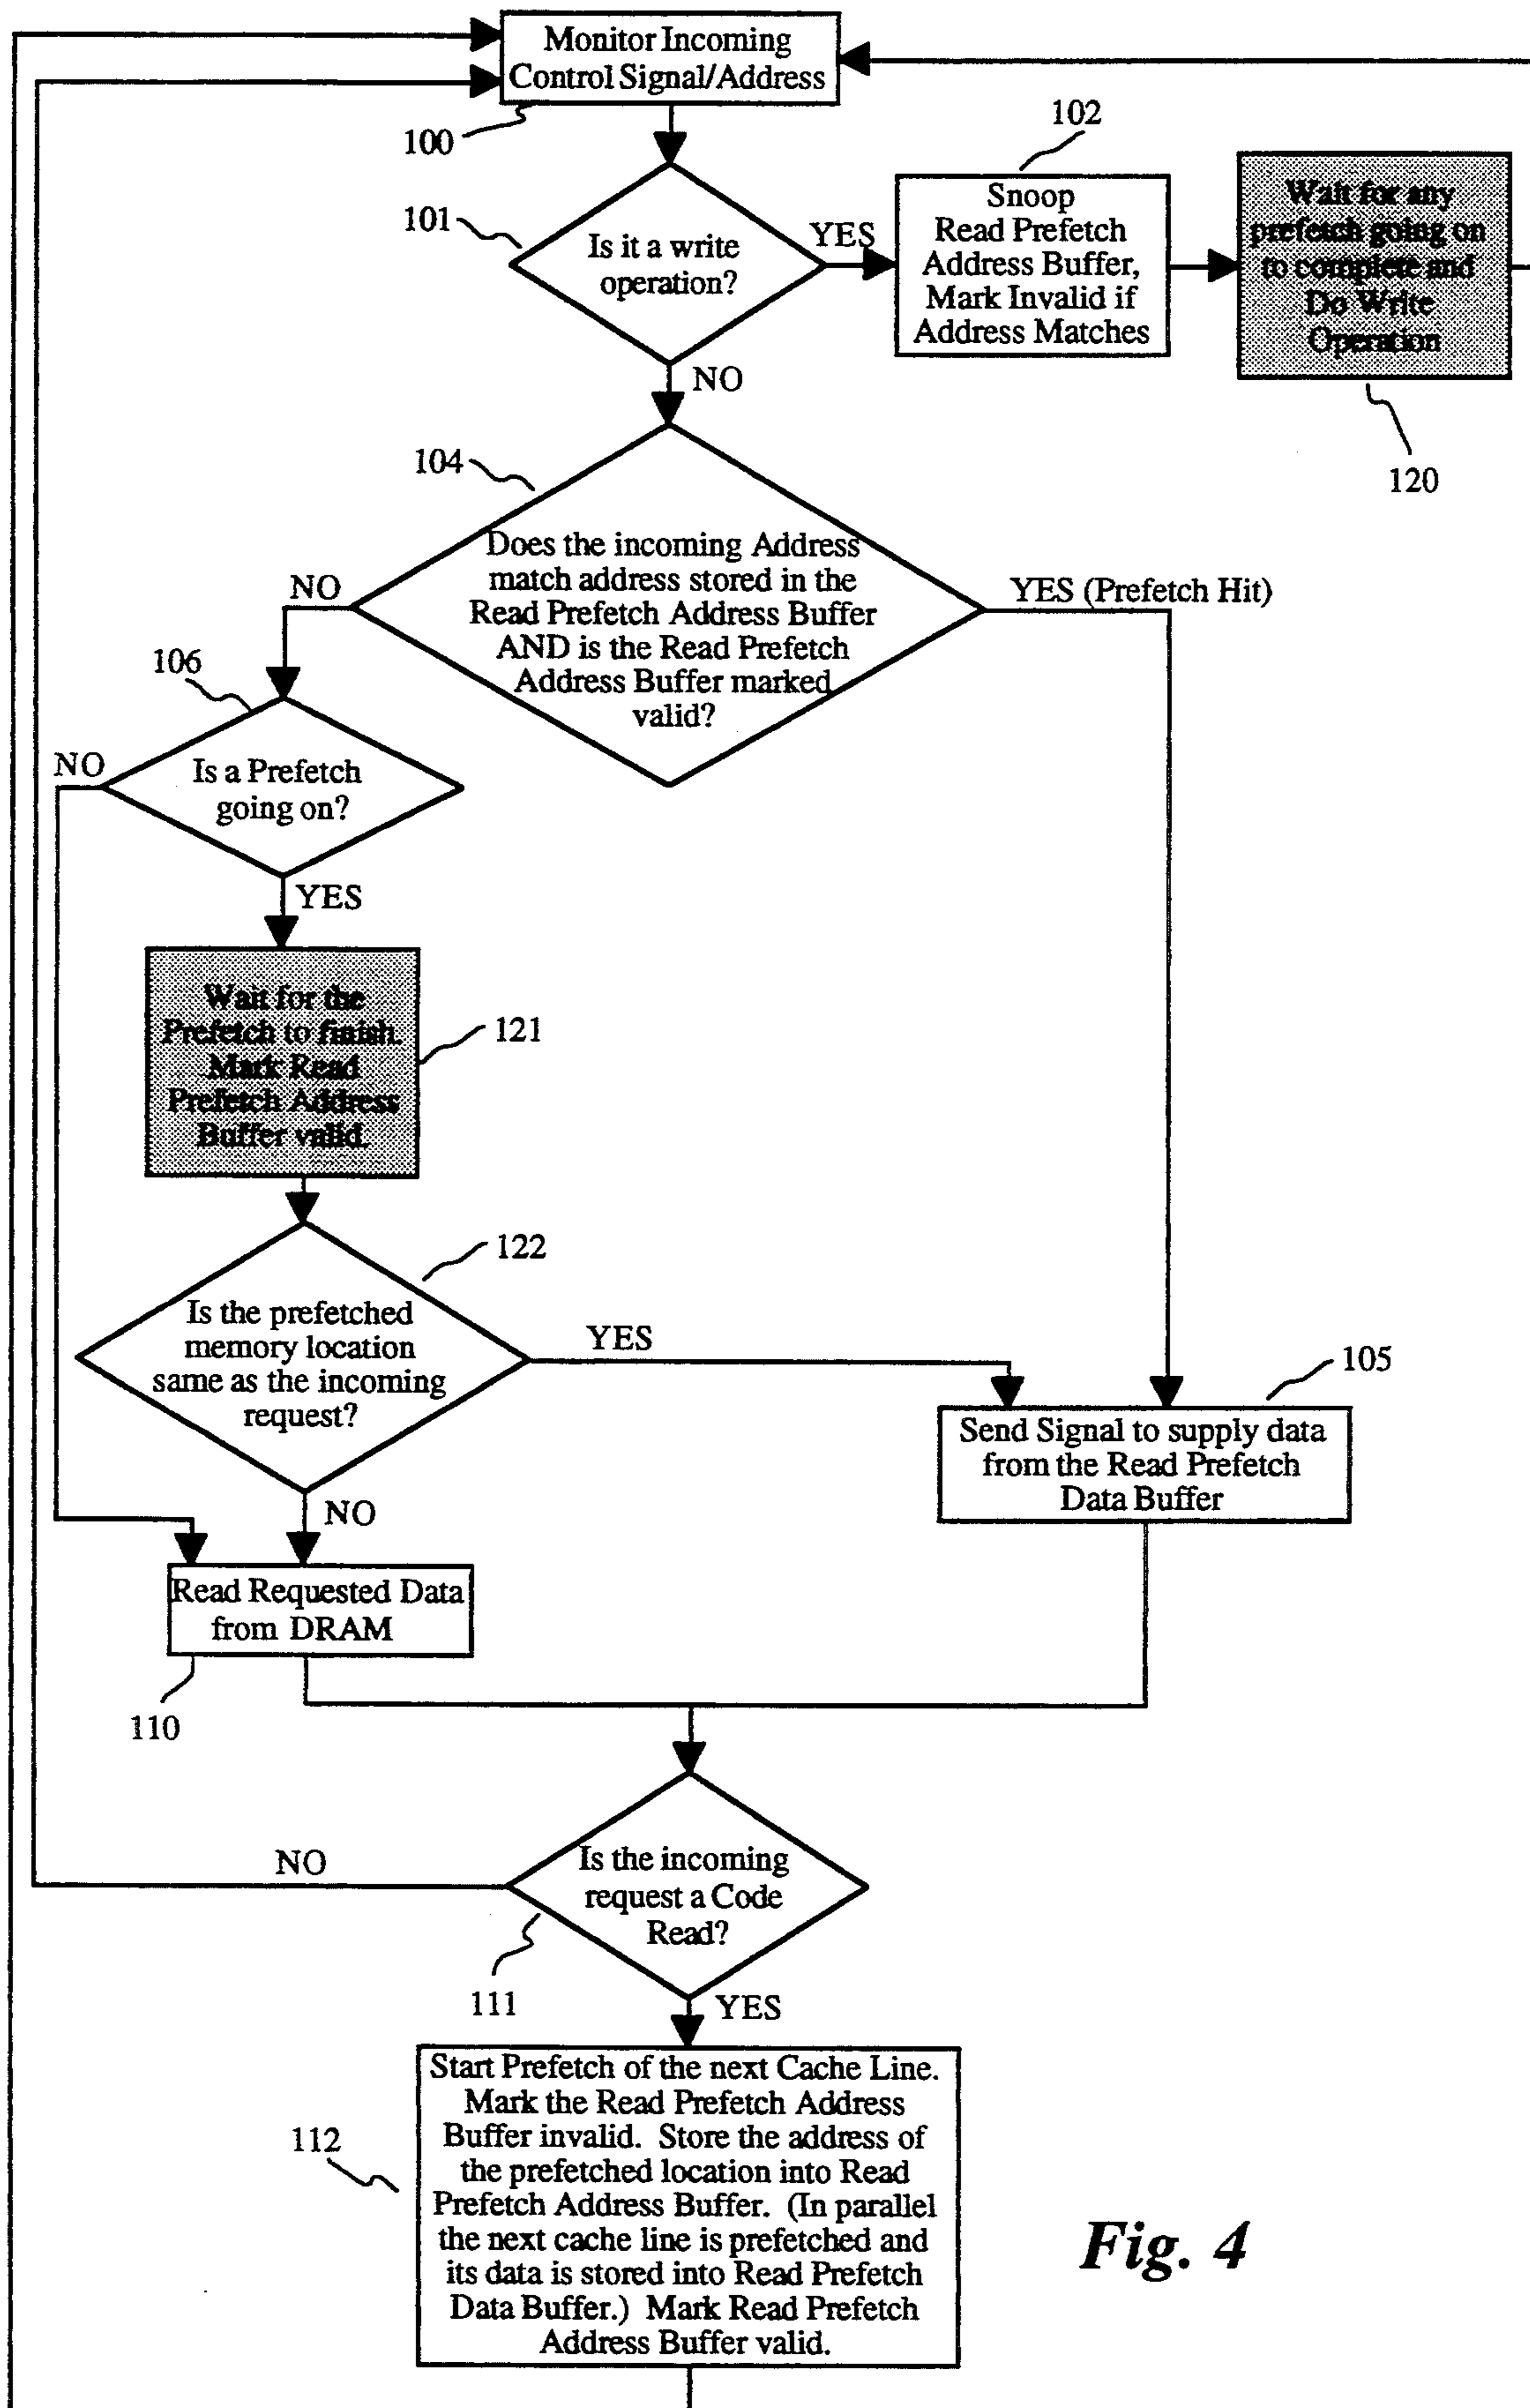 Monitor Incoming
Control Signal/Address
100
102
101
Is it a write
operation?
YES
Snoop
Read Prefetch
Address Buffer,
Mark Invalid if
Address Matches
Wait for any
prefetch going on
to complete and
Do Write
Operation
120
NO
104
Does the incoming Address
match address stored in the
Read Prefetch Address Buffer
AND is the Read Prefetch
Address Buffer marked
valid?
NO
YES (Prefetch Hit)
106
Is a Prefetch
going on?
NO
YES
Wait for the
Prefetch to finish.
Mark Read
Prefetch Address
Buffer valid.
121
122
Is the prefetched
memory location
same as the incoming
request?
YES
105
Send Signal to supply data
from the Read Prefetch
Data Buffer
NO
Read Requested Data
from DRAM
110
Is the incoming
request a Code
Read?
NO
111
YES
Start Prefetch of the next Cache Line.
Mark the Read Prefetch Address
Buffer invalid. Store the address of
the prefetched location into Read
Prefetch Address Buffer. (In parallel
the next cache line is prefetched and
its data is stored into Read Prefetch
Data Buffer.) Mark Read Prefetch
Address Buffer valid.
112
Fig. 4